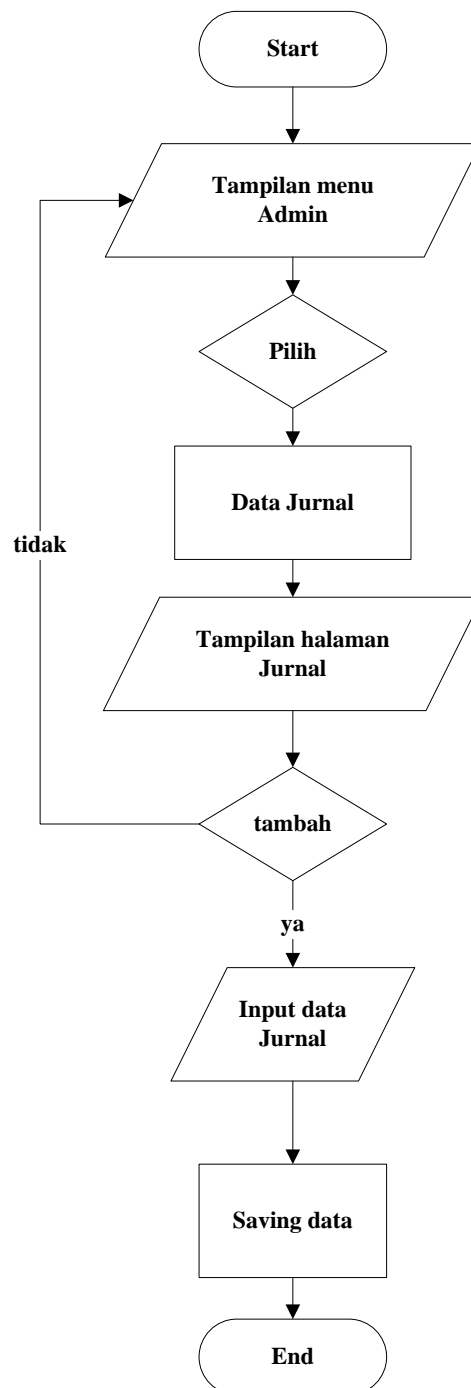 Start
Tampilan menu
Admin
Pilih
Data Jurnal
tidak
Tampilan halaman
Jurnal
tambah
ya
Input data
Jurnal
Saving data
End